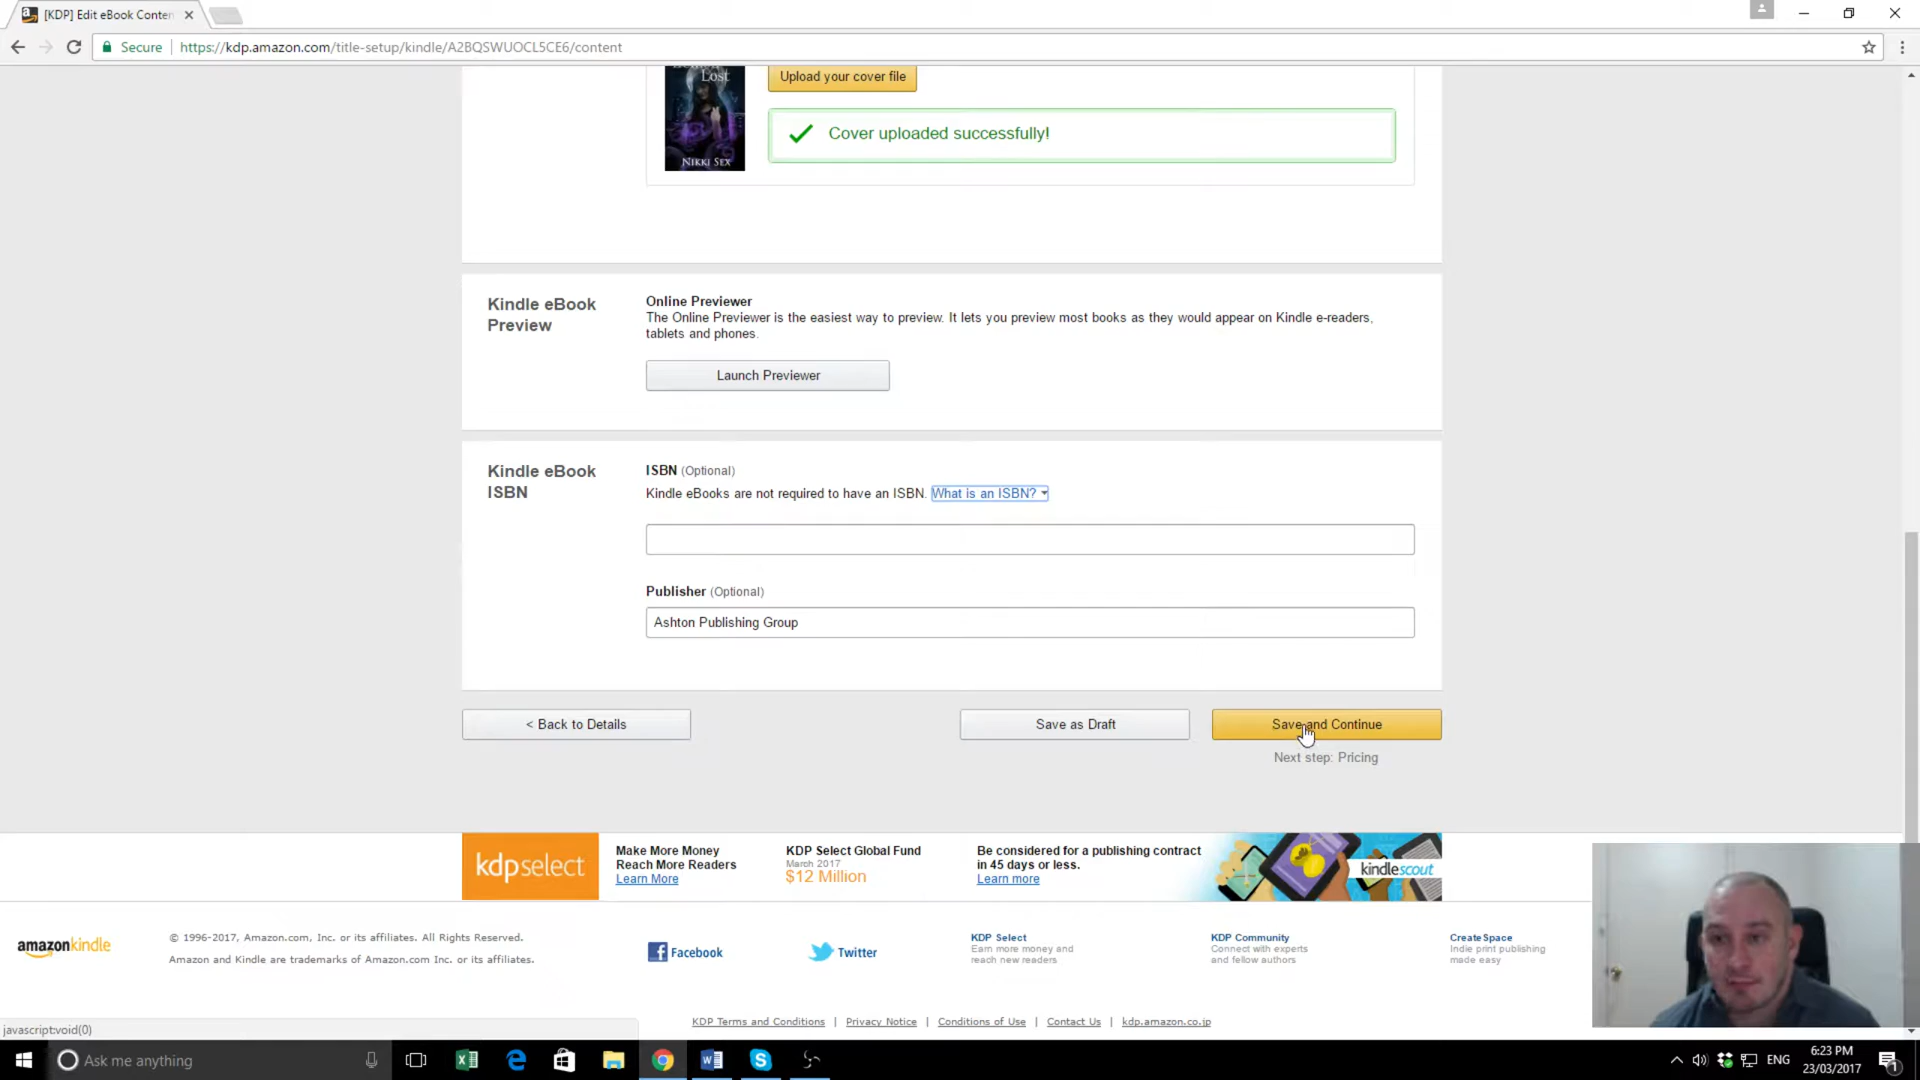 [KDP] Edit eBook Conten
Secure
https://kdp.amazon.com/title-setup/kindle/A2BQSWUOCL5CE6/content
Lost
NIKKI SEX
Upload your cover file
Cover uploaded successfully!
Kindle eBook
Preview
Online Previewer
The Online Previewer is the easiest way to preview. It lets you preview most books as they would appear on Kindle e-readers,
tablets and phones.
Launch Previewer
Kindle eBook
ISBN
ISBN (Optional)
Kindle eBooks are not required to have an ISBN. What is an ISBN?
Publisher (Optional)
Ashton Publishing Group
< Back to Details
Save as Draft
Save and Continue
Next step: Pricing
kdpselect
Make More Money
Reach More Readers
Learn More
KDP Select Global Fund
March 2017
$12 Million
Be considered for a publishing contract
in 45 days or less.
Learn more
kindlescout
amazonkindle
© 1996-2017, Amazon.com, Inc. or its affiliates. All Rights Reserved.
Amazon and Kindle are trademarks of Amazon.com Inc. or its affiliates.
Facebook
Twitter
KDP Select
Earn more money and
reach new readers
KDP Community
Connect with experts
and fellow authors
CreateSpace
Indie print publishing
made easy
KDP Terms and Conditions | Privacy Notice | Conditions of Use | Contact Us | kdp.amazon.co.jp
javascript:void(0)
Ask me anything
ENG
6:23 PM
23/03/2017
1